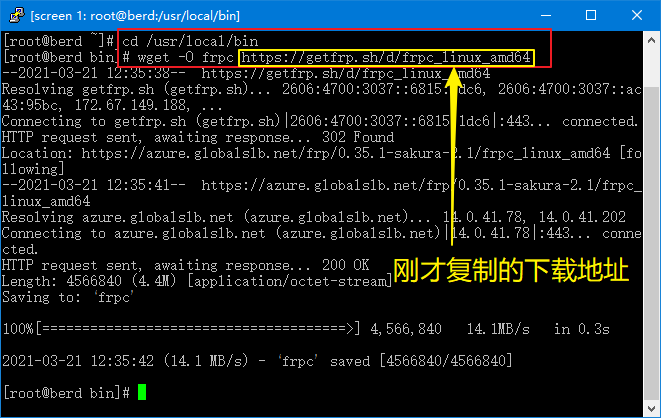 [screen 1: root@berd:/usr/local/bin]
[root@berd ~]# cd /usr/local/bin
[root@berd bin]# wget -O frpc https://getfrp.sh/d/frpc_linux_amd64
--2021-03-21 12:35:38-- https://getfrp.sh/d/frpc_linux_amd64
Resolving getfrp.sh (getfrp.sh)... 2606:4700:3037::6815:1dc6, 2606:4700:3037::ac
43:95bc, 172.67.149.188, ...
Connecting to getfrp.sh (getfrp.sh)|2606:4700:3037::6815:1dc6|:443... connected.
HTTP request sent, awaiting response... 302 Found
Location: https://azure.globalslb.net/frp/0.35.1-sakura-2.1/frpc_linux_amd64 [fo
llowing]
--2021-03-21 12:35:41-- https://azure.globalslb.net/frp/0.35.1-sakura-2.1/frpc_
linux_amd64
Resolving azure.globalslb.net (azure.globalslb.net)... 14.0.41.78, 14.0.41.202
Connecting to azure.globalslb.net (azure.globalslb.net)|14.0.41.78|:443... conne
cted.
HTTP request sent, awaiting response... 200 OK
刚才复制的下载地址
Length: 4566840 (4.4M) [application/octet-stream]
Saving to: ‘frpc’
100%[======================================>] 4,566,840 14.1MB/s in 0.3s
2021-03-21 12:35:42 (14.1 MB/s) - ‘frpc’ saved [4566840/4566840]
[root@berd bin]#